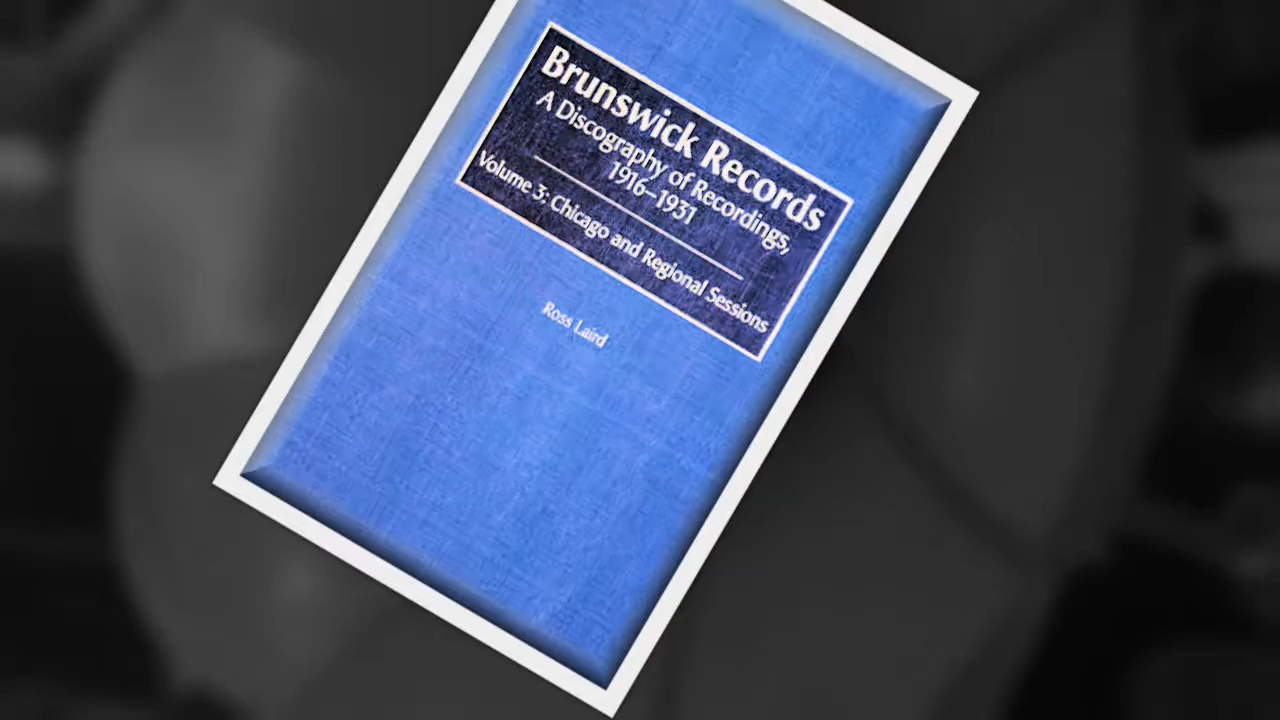 Brunswick Records
A Discography of Recordings,
1916–1931
Volume 3: Chicago and Regional Sessions
Ross Laird